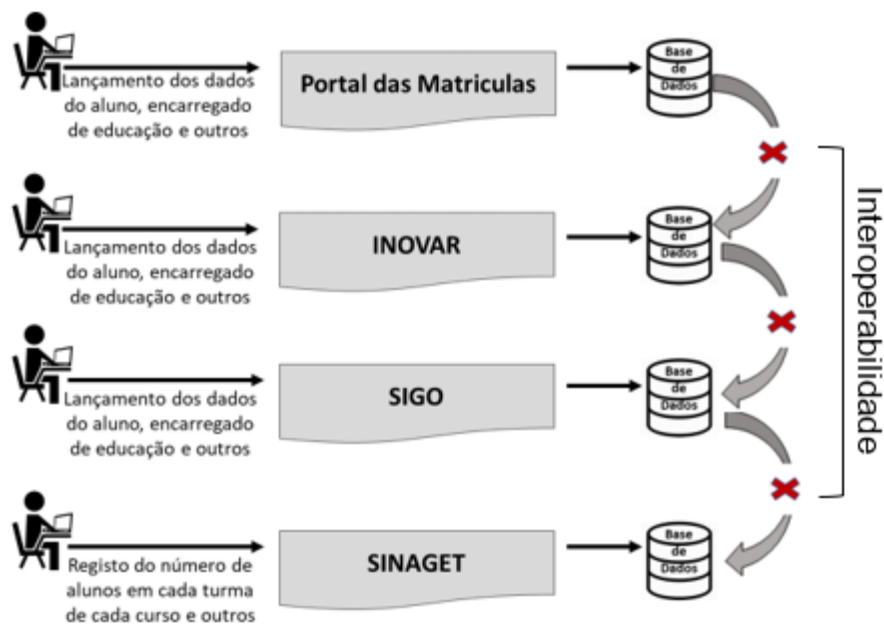 Lançamento dos dados
do aluno, encarregado
de educação e outros
Portal das Matriculas
Base
de
Dados
Lançamento dos dados
do aluno, encarregado
de educação e outros
INOVAR
Base
de
Dados
Lançamento dos dados
do aluno, encarregado
de educação e outros
SIGO
Base
de
Dados
Registo do número de
alunos em cada turma
de cada curso e outros
SINAGET
Base
de
Dados
Interoperabilidade